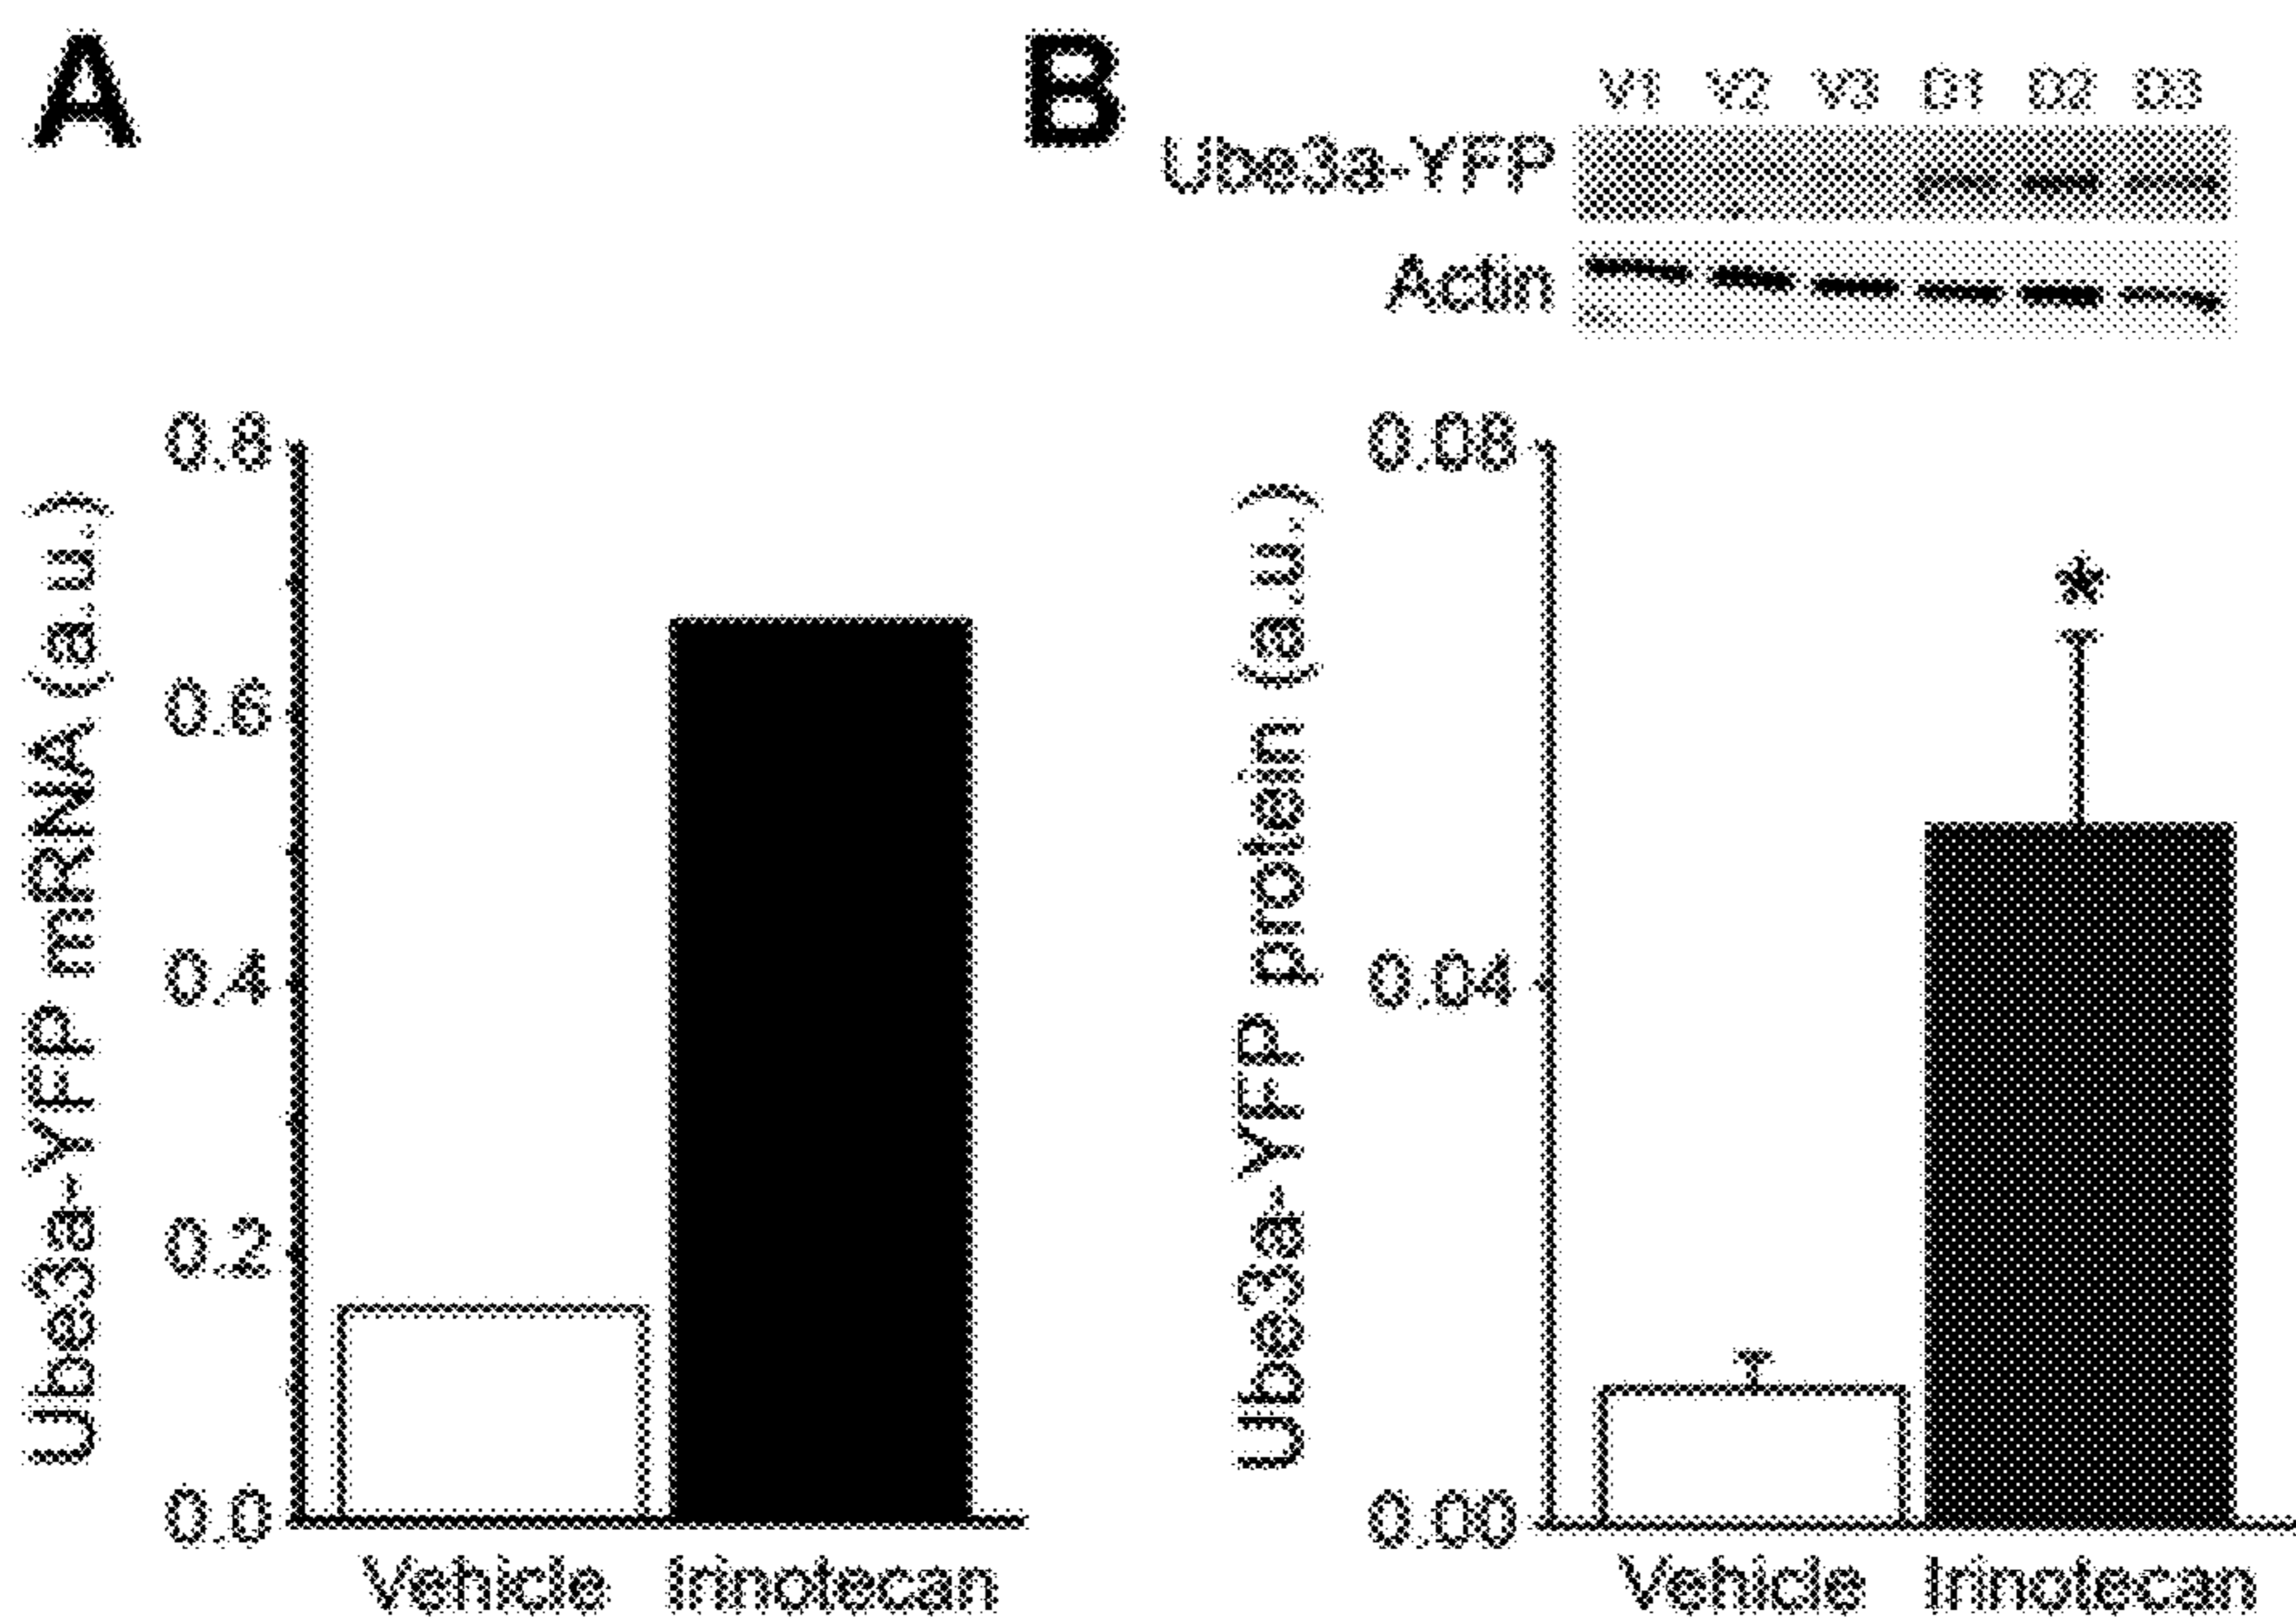 A
Ube3a-YFP mRNA (a.u.)
0.8
0.6
0.4
0.2
0.0
Vehicle Irinotecan
B
V1 V2 V3 D1 D2 D3
Ube3a-YFP
Actin
Ube3a-YFP protein (a.u.)
0.08
0.04
0.00
*
Vehicle Irinotecan